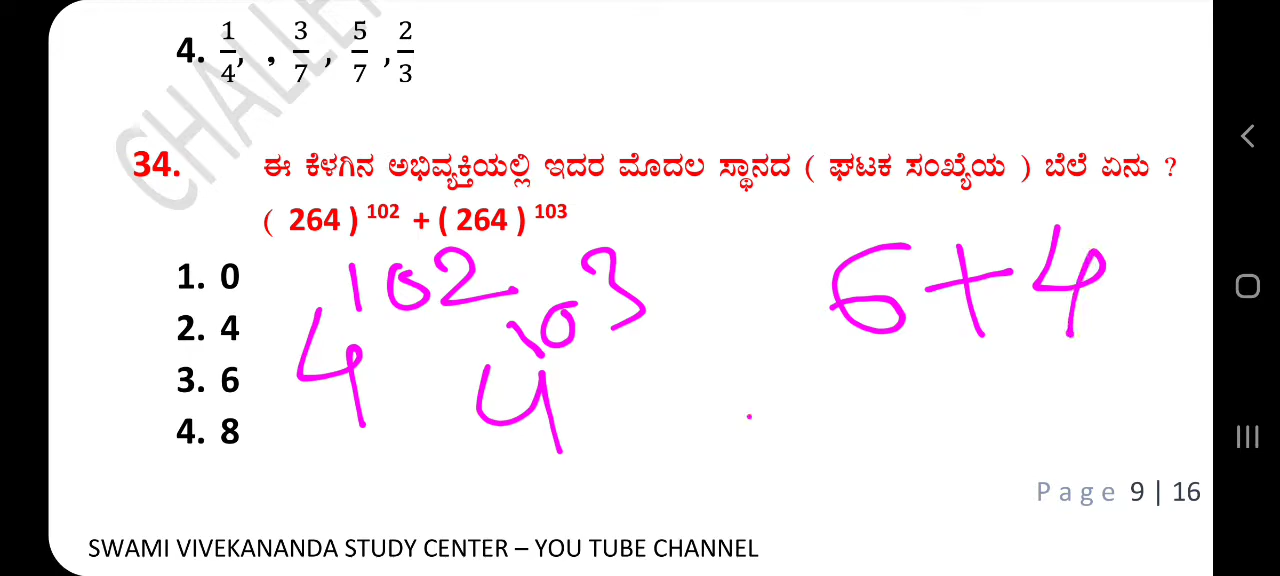 4. 1/4, , 3/7, 5/7, 2/3
CHALLE
34. ಈ ಕೆಳಗಿನ ಅಭಿವ್ಯಕ್ತಿಯಲ್ಲಿ ಇದರ ಮೊದಲ ಸ್ಥಾನದ ( ಘಟಕ ಸಂಖ್ಯೆಯ ) ಬೆಲೆ ಏನು ?
( 264 )¹⁰² + ( 264 )¹⁰³
1. 0
2. 4
3. 6
4. 8
4¹⁰² 4¹⁰³ 6+4
Page 9 | 16
SWAMI VIVEKANANDA STUDY CENTER – YOU TUBE CHANNEL